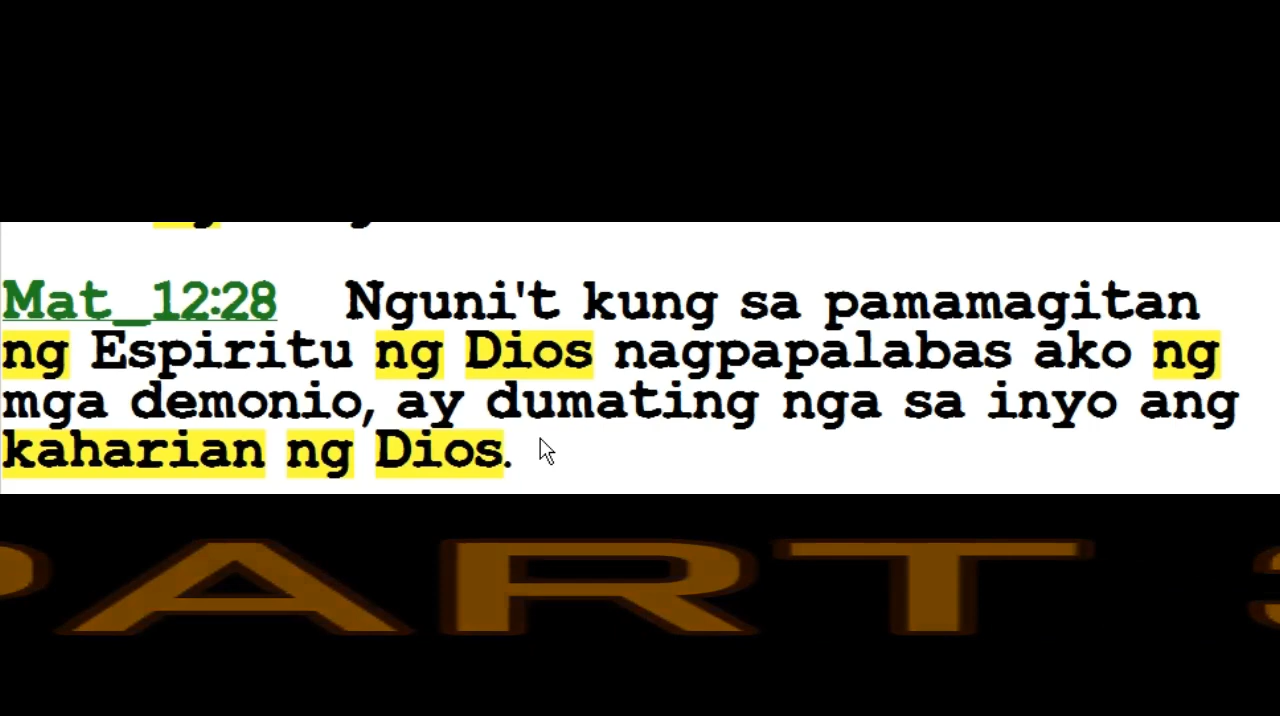 Mat_12:28 Nguni't kung sa pamamagitan
ng Espiritu ng Dios nagpapalabas ako ng
mga demonio, ay dumating nga sa inyo ang
kaharian ng Dios.
PART